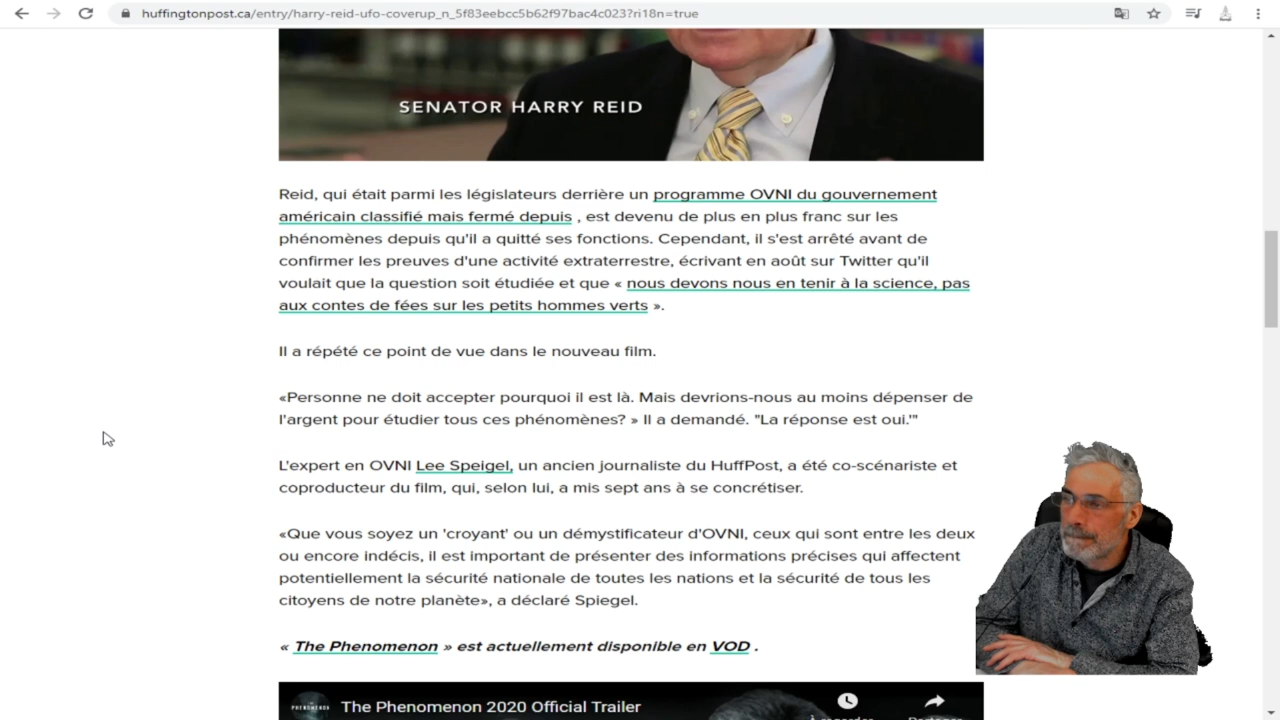 huffingtonpost.ca/entry/harry-reid-ufo-coverup_n_5f83eebcc5b62f97bac4c023?ri18n=true
SENATOR HARRY REID
Reid, qui était parmi les législateurs derrière un programme OVNI du gouvernement
américain classifié mais fermé depuis , est devenu de plus en plus franc sur les
phénomènes depuis qu'il a quitté ses fonctions. Cependant, il s'est arrêté avant de
confirmer les preuves d'une activité extraterrestre, écrivant en août sur Twitter qu'il
voulait que la question soit étudiée et que « nous devons nous en tenir à la science, pas
aux contes de fées sur les petits hommes verts ».
Il a répété ce point de vue dans le nouveau film.
«Personne ne doit accepter pourquoi il est là. Mais devrions-nous au moins dépenser de
l'argent pour étudier tous ces phénomènes? » Il a demandé. "La réponse est oui.'"
L'expert en OVNI Lee Speigel, un ancien journaliste du HuffPost, a été co-scénariste et
coproducteur du film, qui, selon lui, a mis sept ans à se concrétiser.
«Que vous soyez un 'croyant' ou un démystificateur d'OVNI, ceux qui sont entre les deux
ou encore indécis, il est important de présenter des informations précises qui affectent
potentiellement la sécurité nationale de toutes les nations et la sécurité de tous les
citoyens de notre planète», a déclaré Spiegel.
« The Phenomenon » est actuellement disponible en VOD .
PHENOMENON
The Phenomenon 2020 Official Trailer